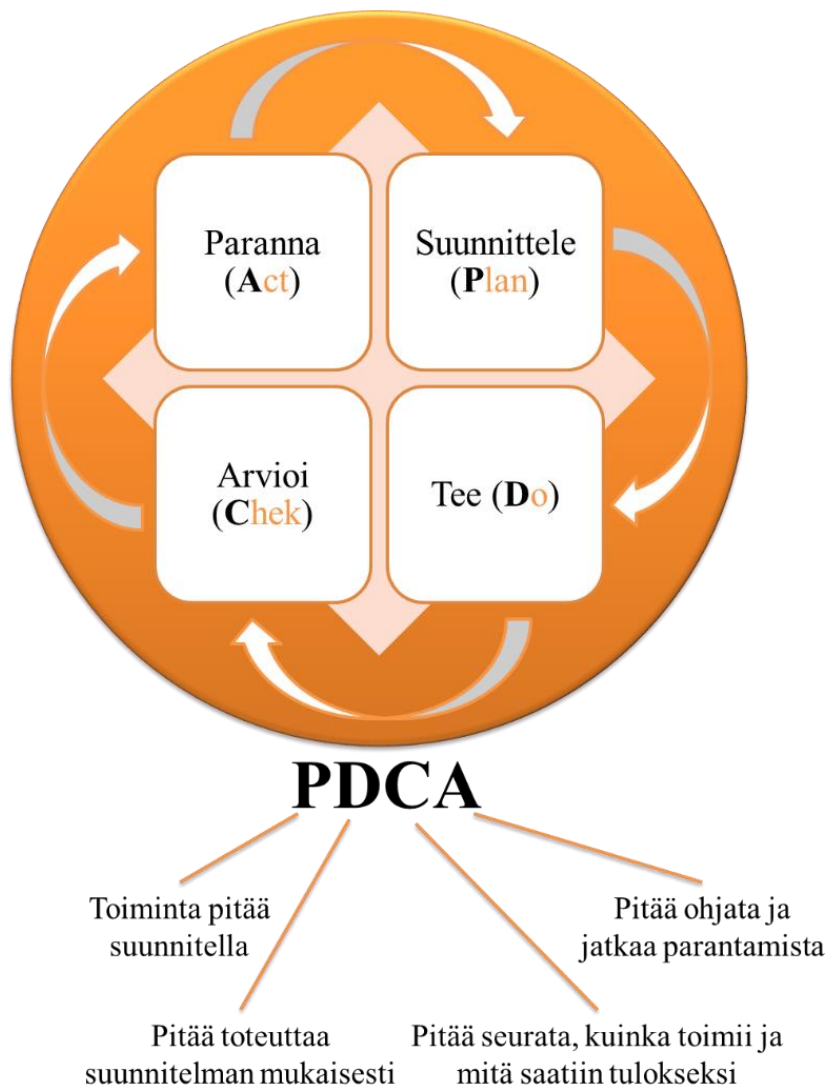 Paranna
(Act)
Suunnittele
(Plan)
Arvioi
(Chek)
Tee (Do)
PDCA
Toiminta pitää
suunnitella
Pitää ohjata ja
jatkaa parantamista
Pitää toteuttaa
suunnitelman mukaisesti
Pitää seurata, kuinka toimii ja
mitä saatiin tulokseksi